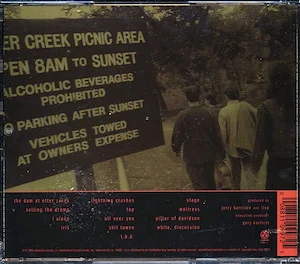 ER CREEK PICNIC AREA
PEN 8AM TO SUNSET
ALCOHOLIC BEVERAGES
PROHIBITED
PARKING AFTER SUNSET
VEHICLES TOWED
AT OWNERS EXPENSE
the dam at otter creek
selling the drama
i alone
iris
lightning crashes
top
all over you
shit towne
t.b.d.
stage
waitress
pillar of davidson
white, discussion
produced by
jerry harrison and live
executive producer
gary kurfirst